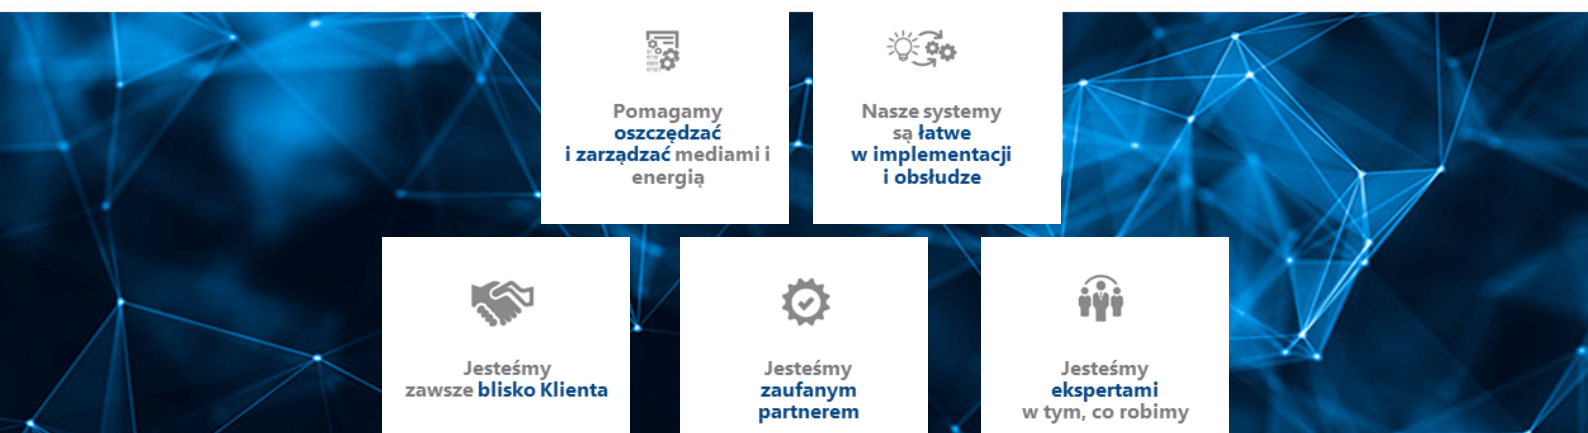 Pomagamy
oszczędzać
i zarządzać mediami i
energią
Nasze systemy
są łatwe
w implementacji
i obsłudze
Jesteśmy
zawsze blisko Klienta
Jesteśmy
zaufanym
partnerem
Jesteśmy
ekspertami
w tym, co robimy